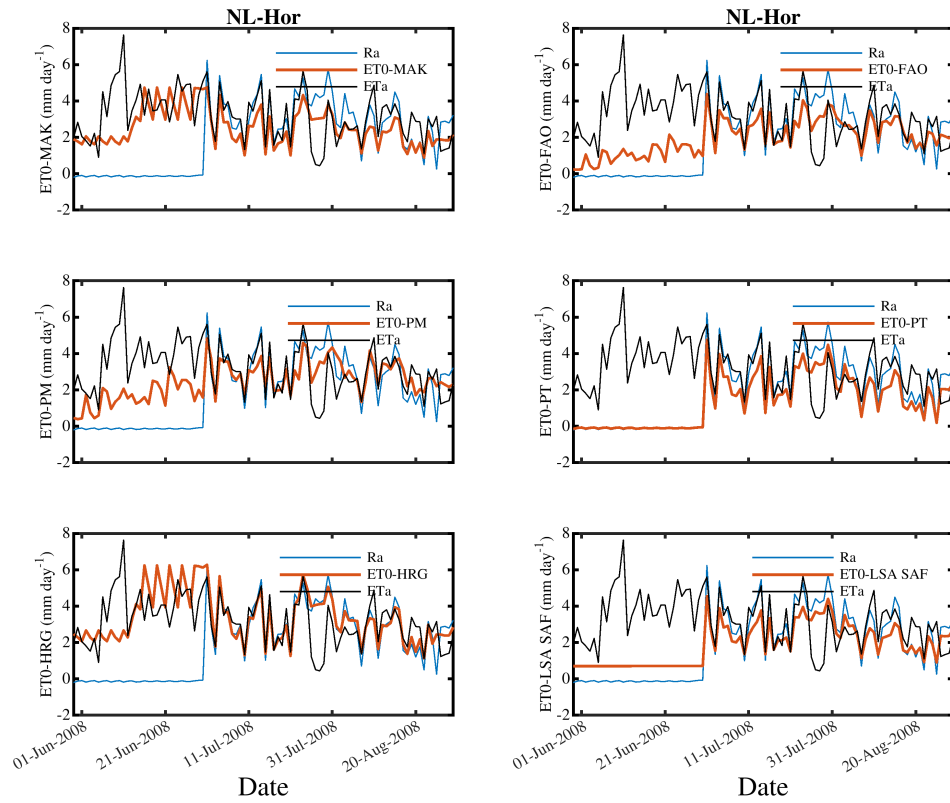 NL-Hor
NL-Hor
8
6
4
2
0
-2
ET0-MAK (mm day⁻¹)
Ra
ET0-MAK
ETa
8
6
4
2
0
-2
ET0-FAO (mm day⁻¹)
Ra
ET0-FAO
ETa
8
6
4
2
0
-2
ET0-PM (mm day⁻¹)
Ra
ET0-PM
ETa
8
6
4
2
0
-2
ET0-PT (mm day⁻¹)
Ra
ET0-PT
ETa
8
6
4
2
0
-2
ET0-HRG (mm day⁻¹)
Ra
ET0-HRG
ETa
01-Jun-2008
21-Jun-2008
11-Jul-2008
31-Jul-2008
20-Aug-2008
Date
8
6
4
2
0
-2
ET0-LSA SAF (mm day⁻¹)
Ra
ET0-LSA SAF
ETa
01-Jun-2008
21-Jun-2008
11-Jul-2008
31-Jul-2008
20-Aug-2008
Date